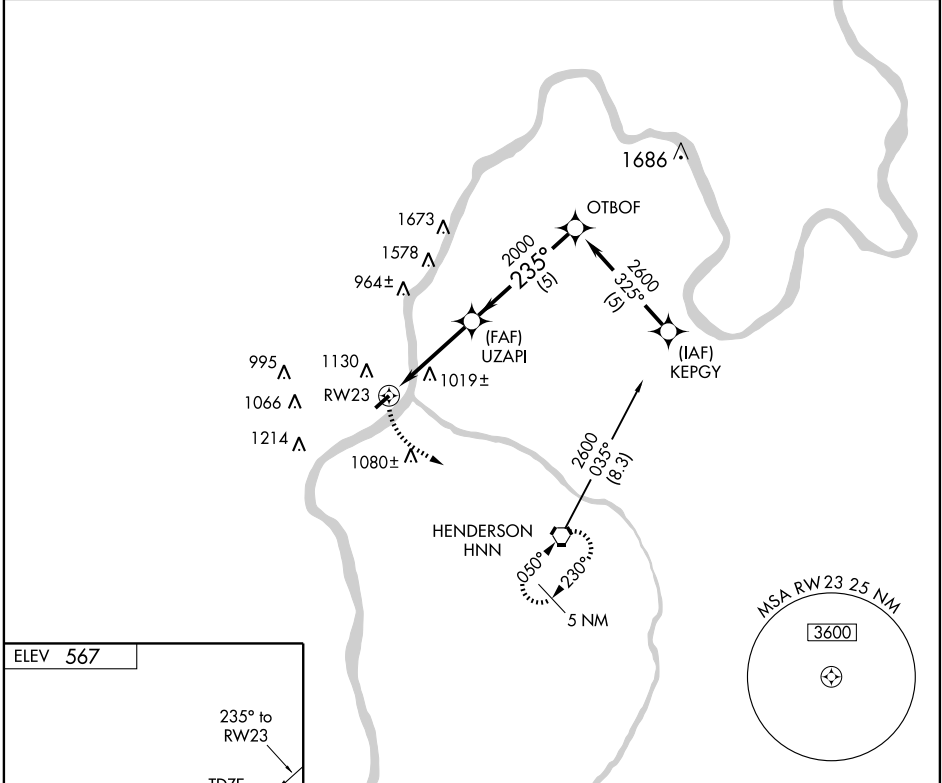 1686
OTBOF
1673
1578
964±
2000
235°
(5)
2600
325°
(5)
(FAF)
UZAPI
(IAF)
KEPGY
995
1130
1019±
1066
RW23
1214
1080±
2600
035°
(8.3)
HENDERSON
HNN
050°
230°
5 NM
MSA RW 23 25 NM
3600
ELEV 567
235° to
RW23
TDZE